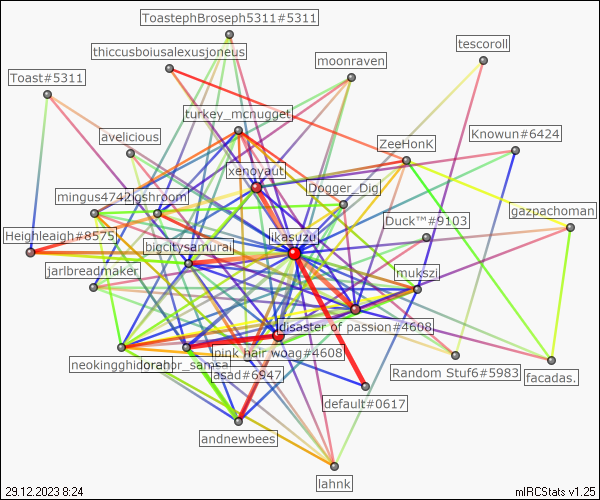 ToastephBroseph5311#5311
tescoroll
thiccusboiusalexusjoneus
moonraven
Toast#5311
turkey_mcnugget
avelicious
ZeeHonK
Knowun#6424
xenoyaut
mingus4742
gshroom
Dogger_Dig
gazpachoman
Duck™#9103
Heighleaigh#8575
bigcitysamurai
ikasuzu
jarlbreadmaker
mukszi
disaster of passion#4608
pink hair woag#4608
neokingghidorah
or_samsa
asad#6947
Random Stuf6#5983
facadas.
default#0617
andnewbees
lahnk
29.12.2023 8:24
mIRCStats v1.25